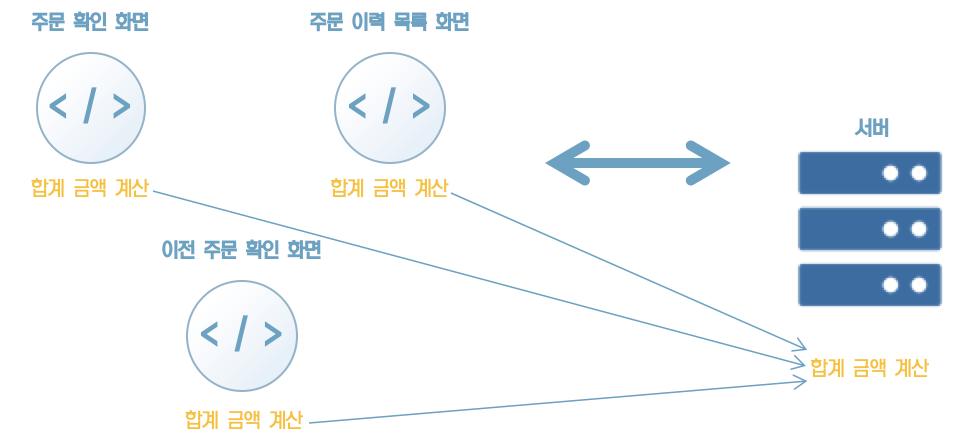 주문 확인 화면
주문 이력 목록 화면
</>
</>
서버
합계 금액 계산
합계 금액 계산
이전 주문 확인 화면
</>
합계 금액 계산
합계 금액 계산